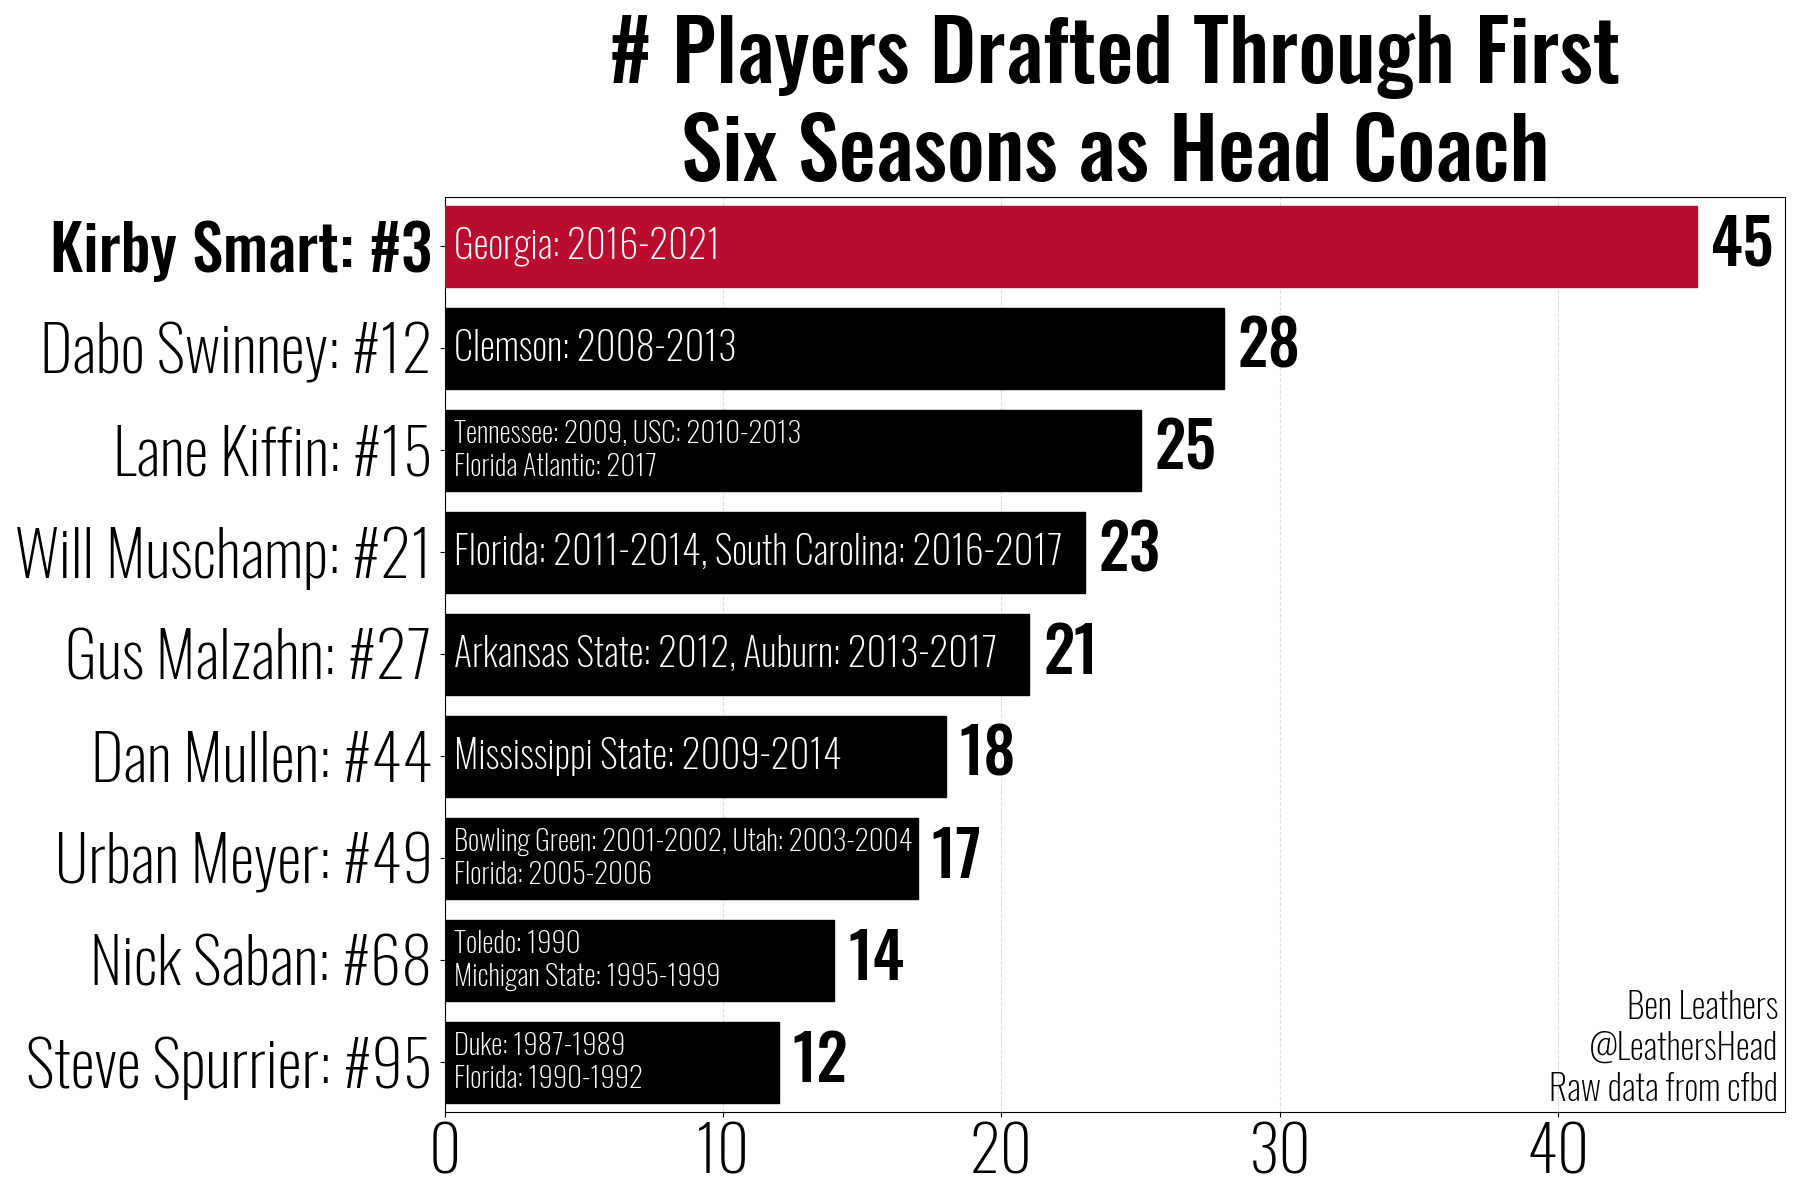 # Players Drafted Through First
Six Seasons as Head Coach
Kirby Smart: #3
Georgia: 2016-2021
45
Dabo Swinney: #12
Clemson: 2008-2013
28
Lane Kiffin: #15
Tennessee: 2009, USC: 2010-2013
Florida Atlantic: 2017
25
Will Muschamp: #21
Florida: 2011-2014, South Carolina: 2016-2017
23
Gus Malzahn: #27
Arkansas State: 2012, Auburn: 2013-2017
21
Dan Mullen: #44
Mississippi State: 2009-2014
18
Urban Meyer: #49
Bowling Green: 2001-2002, Utah: 2003-2004
Florida: 2005-2006
17
Nick Saban: #68
Toledo: 1990
Michigan State: 1995-1999
14
Steve Spurrier: #95
Duke: 1987-1989
Florida: 1990-1992
12
Ben Leathers
@LeathersHead
Raw data from cfbd
0 10 20 30 40